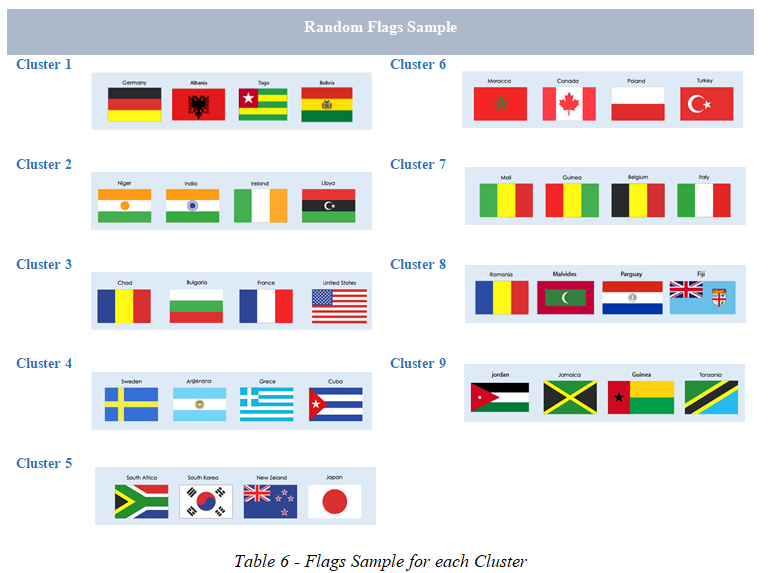 Random Flags Sample
Cluster 1
Germany Albania Togo Bolivia
Cluster 2
Niger India Ireland Libya
Cluster 3
Chad Bulgaria France United States
Cluster 4
Sweden Argensina Grece Cuba
Cluster 5
South Africa South Korea New Zeland Japan
Cluster 6
Morocco Canada Poland Turkey
Cluster 7
Mali Guinea Belgium Italy
Cluster 8
Romania Malvides Parguay Fiji
Cluster 9
jordan Jamaica Guinea Tanzania
Table 6 - Flags Sample for each Cluster